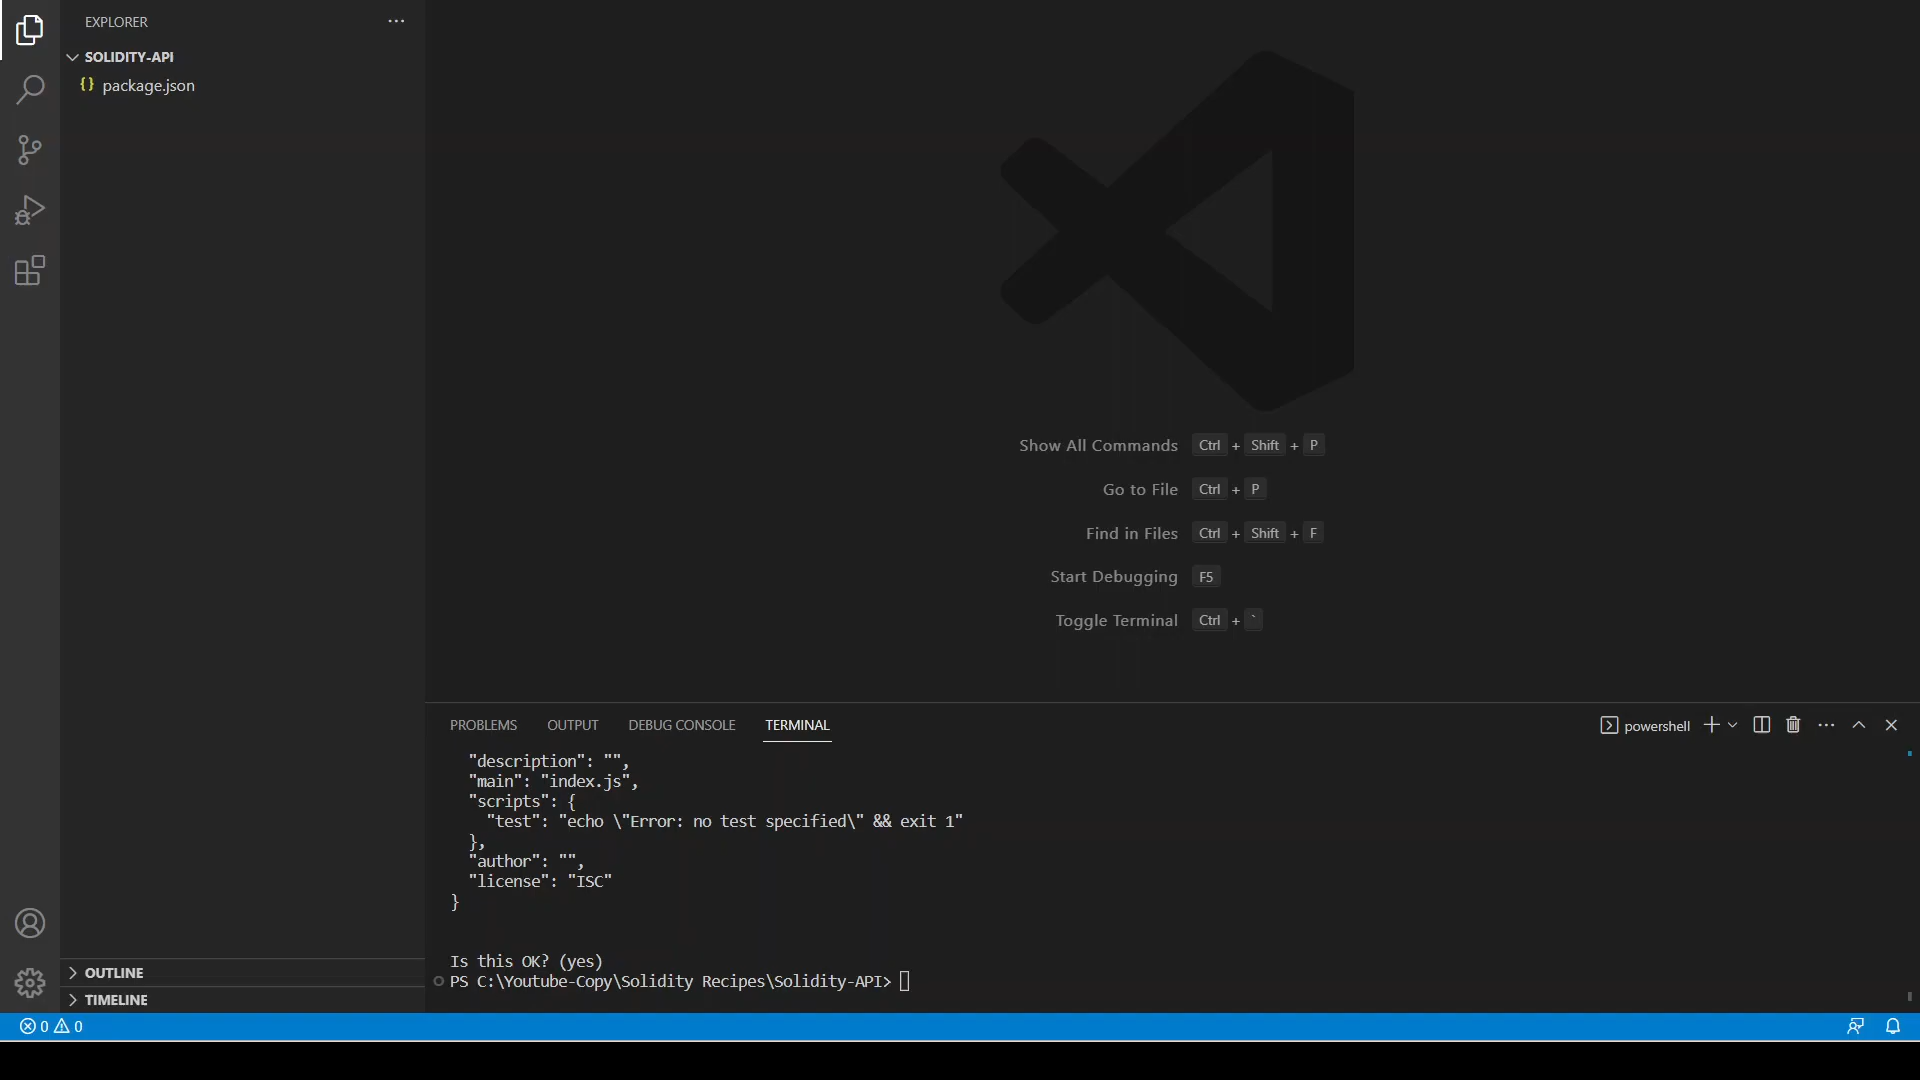 EXPLORER
SOLIDITY-API
{} package.json
Show All Commands Ctrl + Shift + P
Go to File Ctrl + P
Find in Files Ctrl + Shift + F
Start Debugging F5
Toggle Terminal Ctrl + `
PROBLEMS OUTPUT DEBUG CONSOLE TERMINAL powershell
"description": "",
"main": "index.js",
"scripts": {
"test": "echo \"Error: no test specified\" && exit 1"
},
"author": "",
"license": "ISC"
}
Is this OK? (yes)
PS C:\Youtube-Copy\Solidity Recipes\Solidity-API>
OUTLINE
TIMELINE
0 0